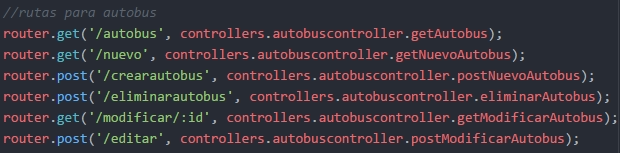 //rutas para autobus
router.get('/autobus', controllers.autobuscontroller.getAutobus);
router.get('/nuevo', controllers.autobuscontroller.getNuevoAutobus);
router.post('/crearautobus', controllers.autobuscontroller.postNuevoAutobus);
router.post('/eliminarautobus', controllers.autobuscontroller.eliminarAutobus);
router.get('/modificar/:id', controllers.autobuscontroller.getModificarAutobus);
router.post('/editar', controllers.autobuscontroller.postModificarAutobus);